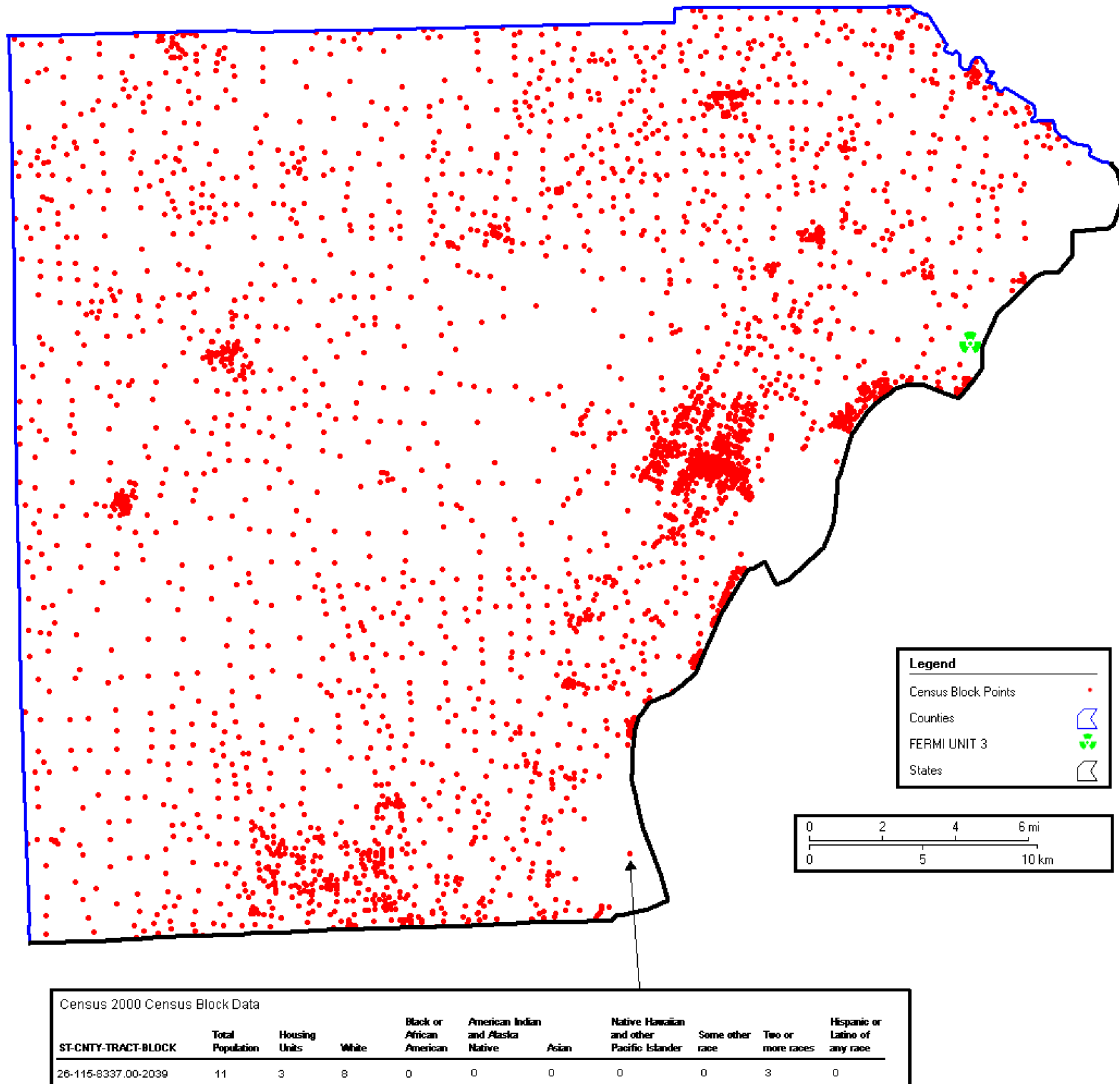 Legend
Census Block Points
Counties
FERMI UNIT 3
States
0 2 4 6 mi
0 5 10 km
Census 2000 Census Block Data
ST-CNTY-TRACT-BLOCK Total Population Housing Units White Black or African American American Indian and Alaska Native Asian Native Hawaiian and other Pacific Islander Some other race Two or more races Hispanic or Latino of any race
26-115-8337.00-2039 11 3 8 0 0 0 0 0 3 0